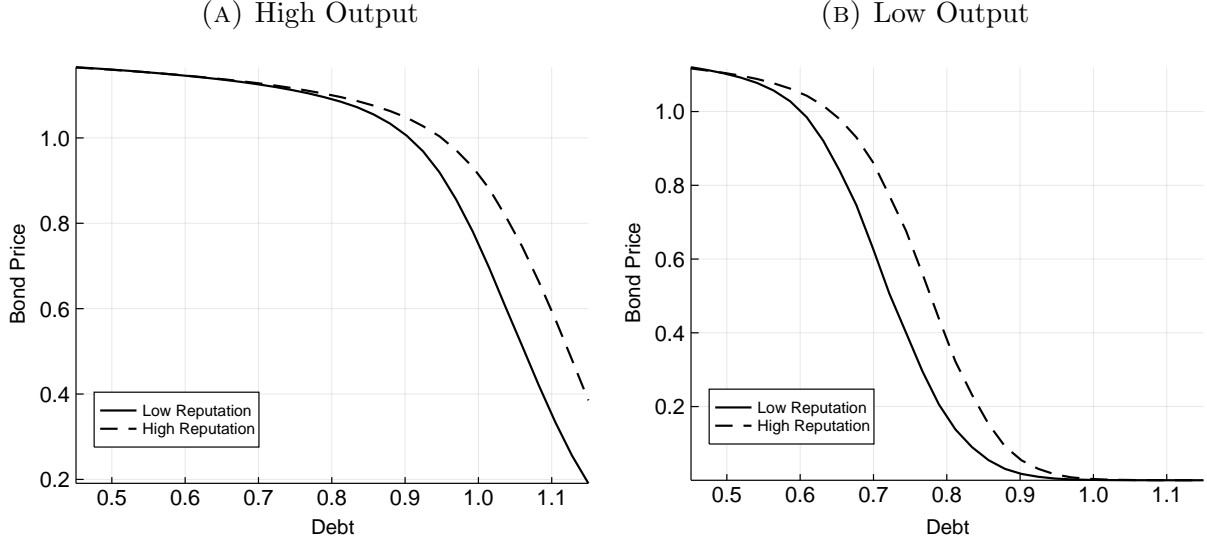 (A) High Output
1.0
0.8
0.6
0.4
0.2
Bond Price
Low Reputation
High Reputation
0.5 0.6 0.7 0.8 0.9 1.0 1.1
Debt
(B) Low Output
1.0
0.8
0.6
0.4
0.2
Bond Price
Low Reputation
High Reputation
0.5 0.6 0.7 0.8 0.9 1.0 1.1
Debt